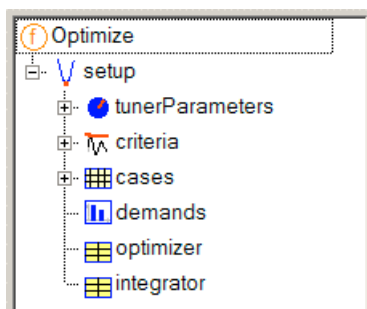 Optimize
setup
tunerParameters
criteria
cases
demands
optimizer
integrator